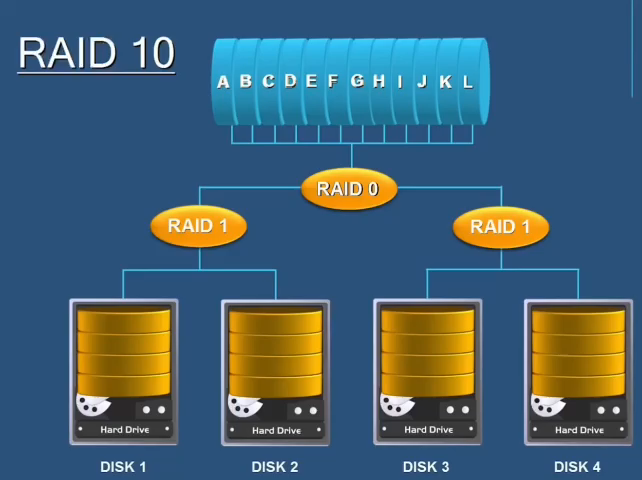 RAID 10
A B C D E F G H I J K L
RAID 0
RAID 1 RAID 1
Hard Drive Hard Drive Hard Drive Hard Drive
DISK 1 DISK 2 DISK 3 DISK 4